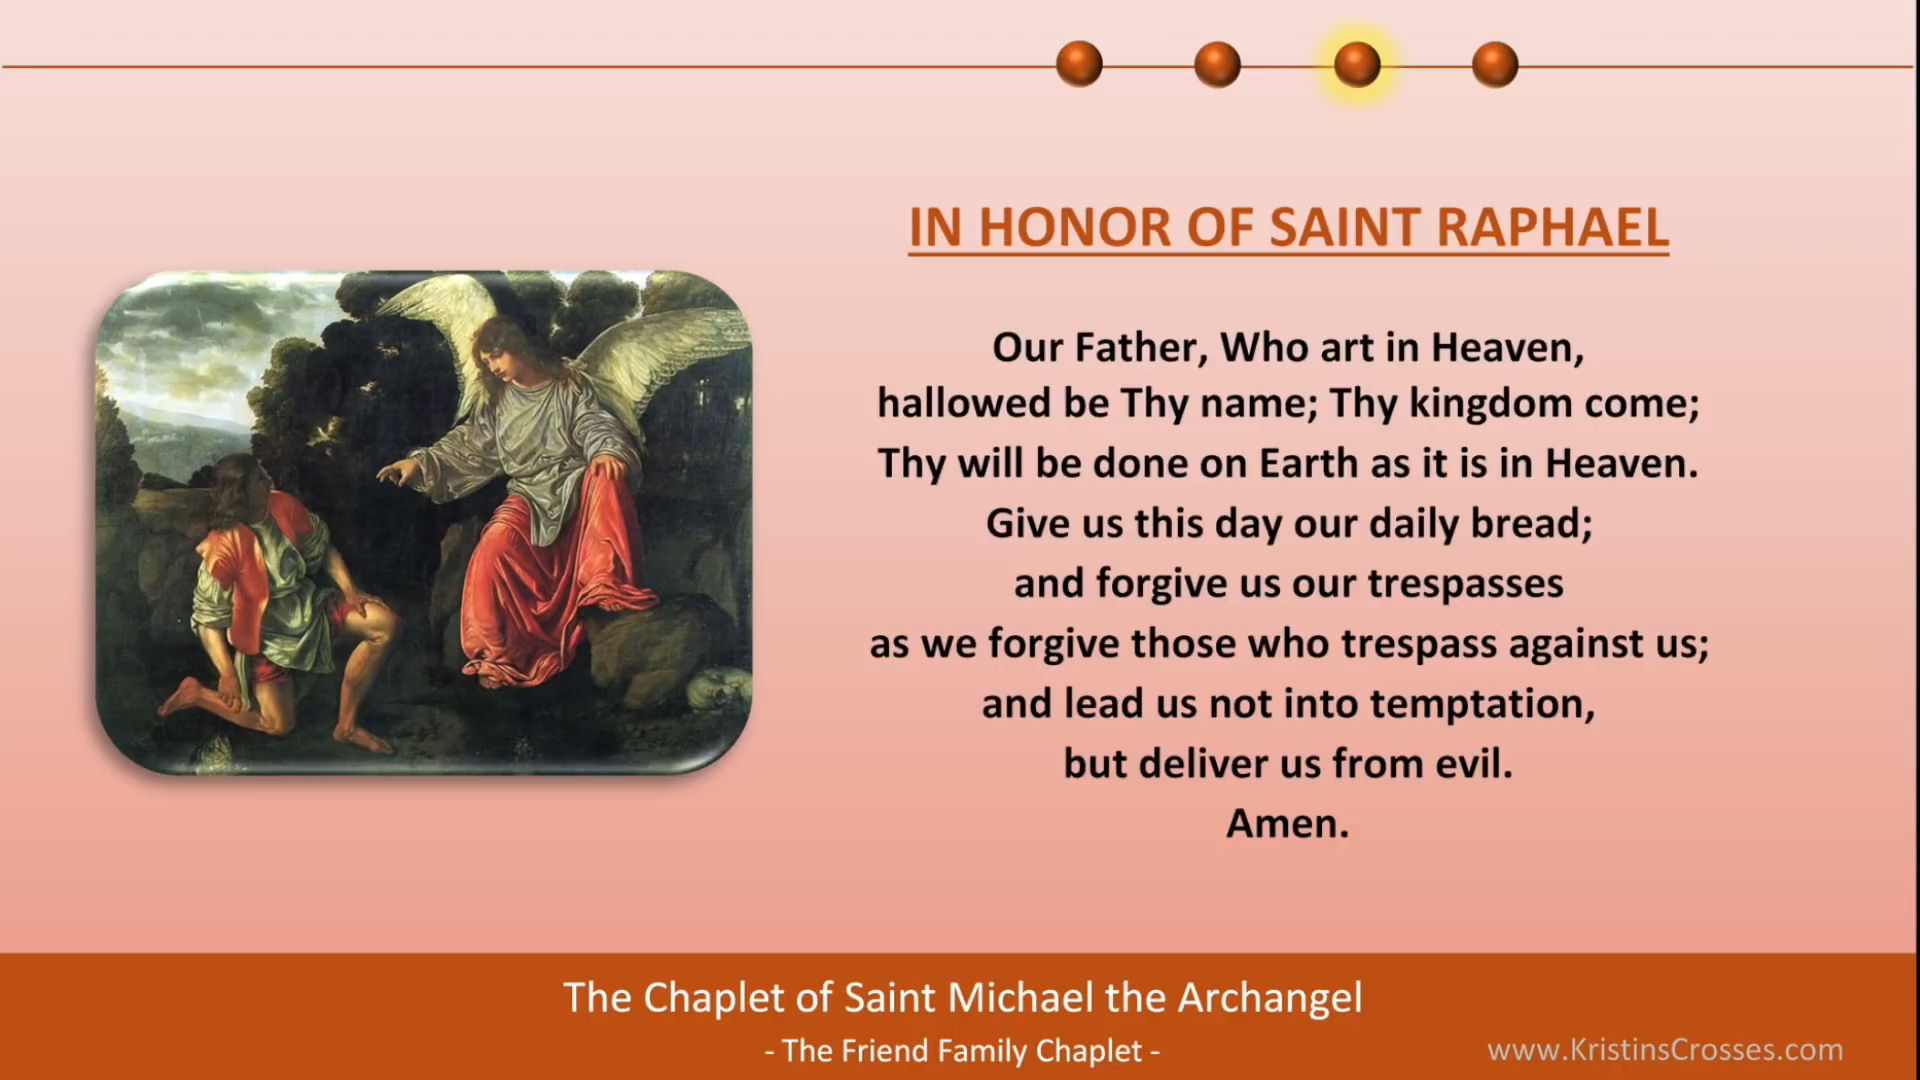 IN HONOR OF SAINT RAPHAEL
Our Father, Who art in Heaven,
hallowed be Thy name; Thy kingdom come;
Thy will be done on Earth as it is in Heaven.
Give us this day our daily bread;
and forgive us our trespasses
as we forgive those who trespass against us;
and lead us not into temptation,
but deliver us from evil.
Amen.
The Chaplet of Saint Michael the Archangel
- The Friend Family Chaplet -
www.KristinsCrosses.com